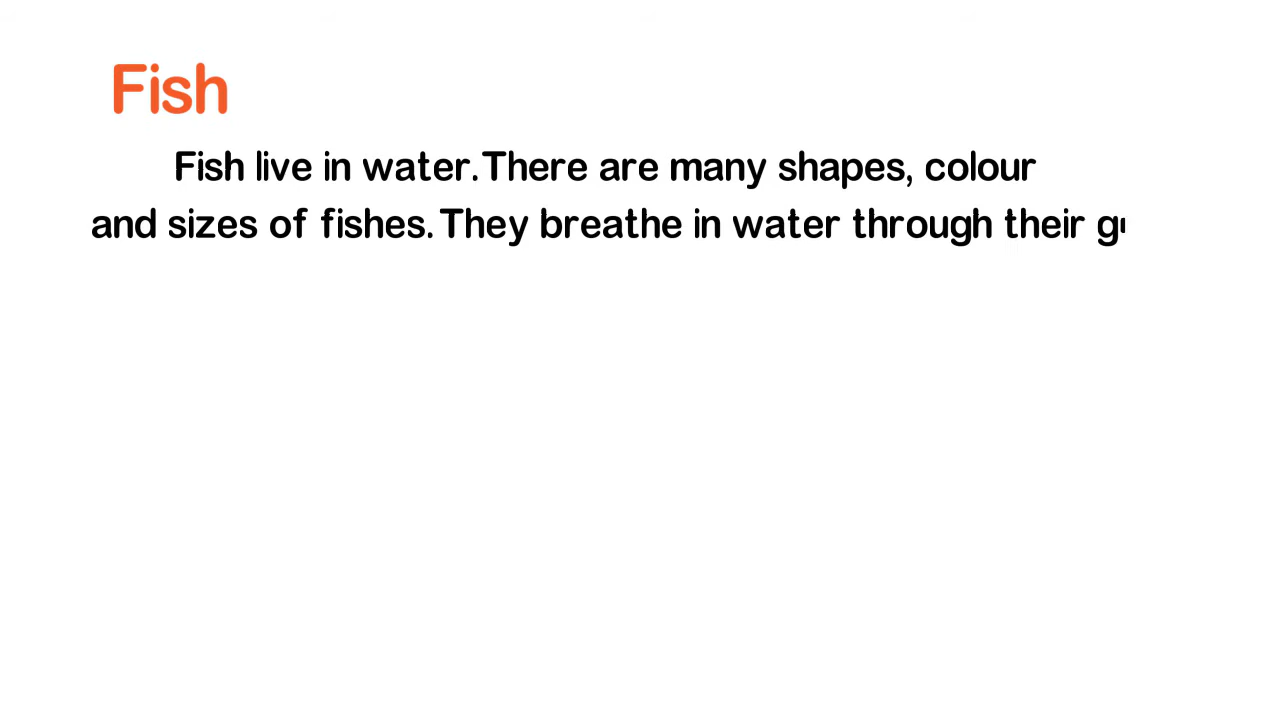 Fish
Fish live in water. There are many shapes, colour
and sizes of fishes. They breathe in water through their